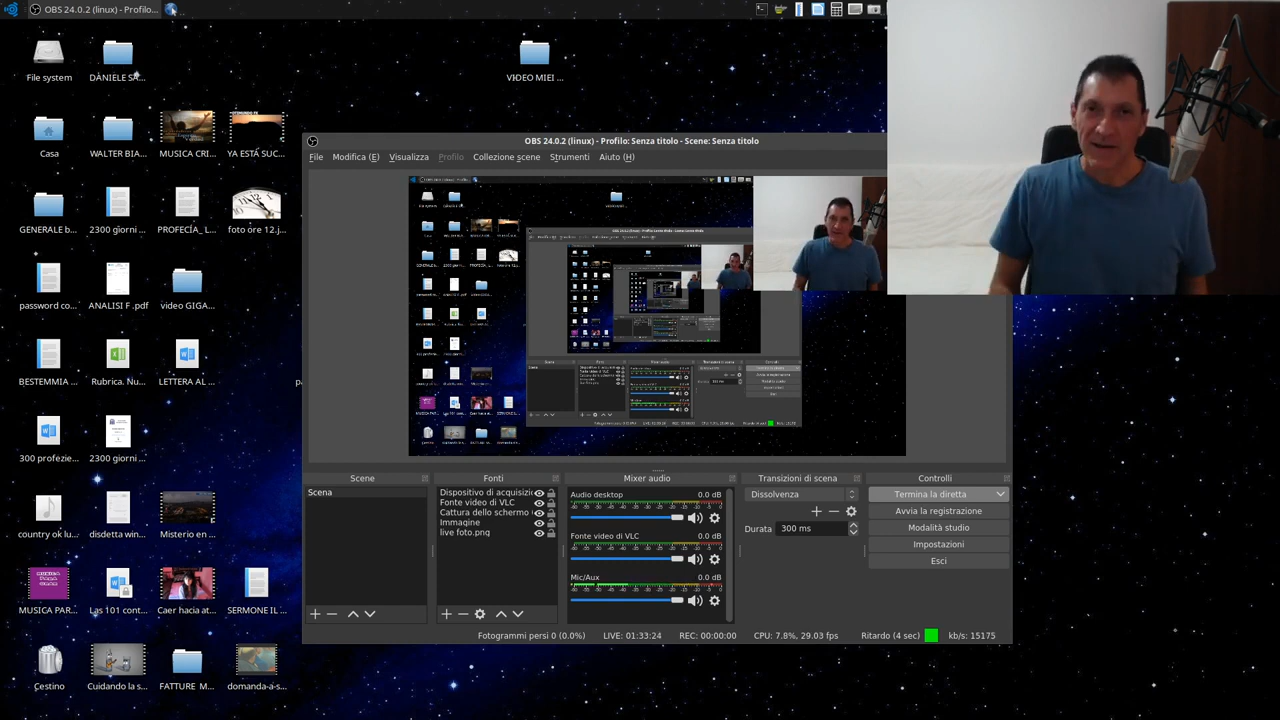 OBS 24.0.2 (linux) - Profilo...
File system
DANIELE SA...
VIDEO MIEI ...
Casa
WALTER BIA...
MUSICA CRI...
YA ESTÁ SUC...
GENERALE b...
2300 giorni ...
PROFECÍA_ L...
foto ore 12.j...
password co...
ANALISI F .pdf
video GIGA...
BESTEMMIA ...
Rubrica. Nu...
LETTERA AL ...
300 profezie...
2300 giorni ...
country ok lu...
disdetta win...
Misterio en ...
MUSICA PAR...
Las 101 cont...
Caer hacia at...
SERMONE IL ...
Cestino
Cuidando la s...
FATTURE M...
domanda-a-s...
OBS 24.0.2 (linux) - Profilo: Senza titolo - Scene: Senza titolo
File Modifica (E) Visualizza Profilo Collezione scene Strumenti Aiuto (H)
Scene
Scena
Fonti
Dispositivo di acquisizi
Fonte video di VLC
Cattura dello schermo
Immagine
live foto.png
Mixer audio
Audio desktop 0.0 dB
Fonte video di VLC 0.0 dB
Mic/Aux 0.0 dB
Transizioni di scena
Dissolvenza
Durata 300 ms
Controlli
Termina la diretta
Avvia la registrazione
Modalità studio
Impostazioni
Esci
Fotogrammi persi 0 (0.0%) LIVE: 01:33:24 REC: 00:00:00 CPU: 7.8%, 29.03 fps Ritardo (4 sec) kb/s: 15175